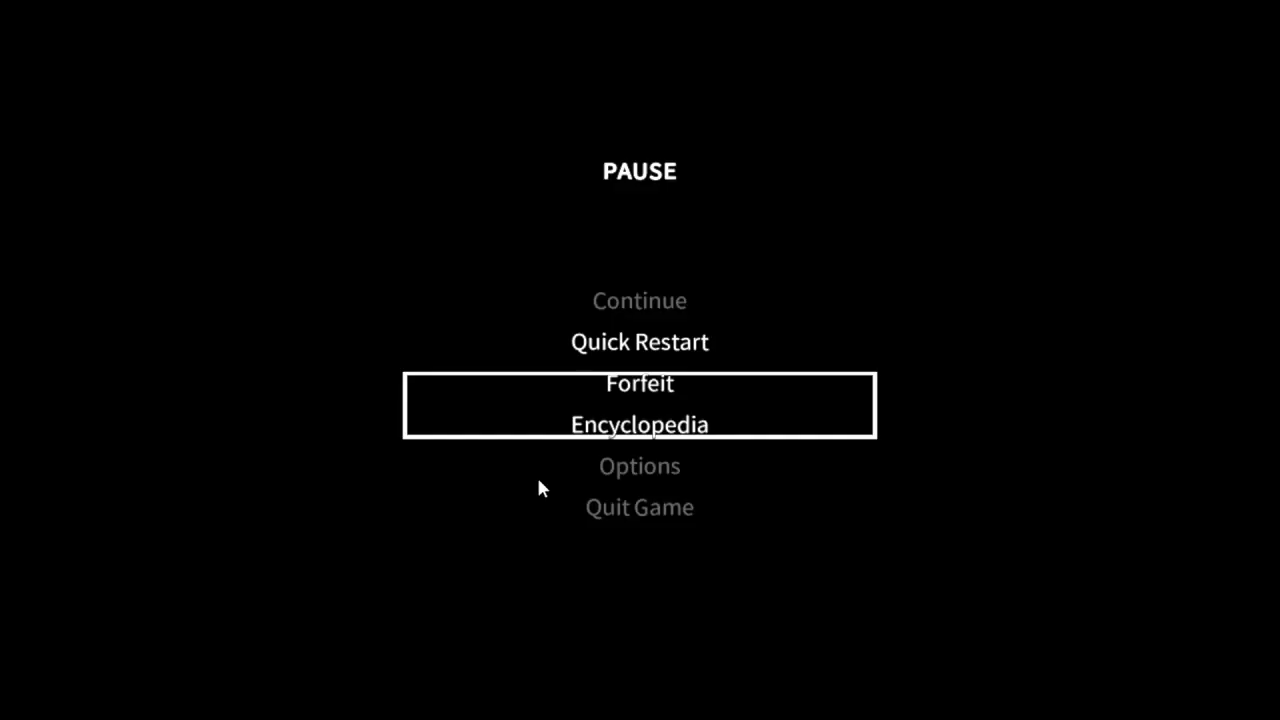 PAUSE
Continue
Quick Restart
Forfeit
Encyclopedia
Options
Quit Game